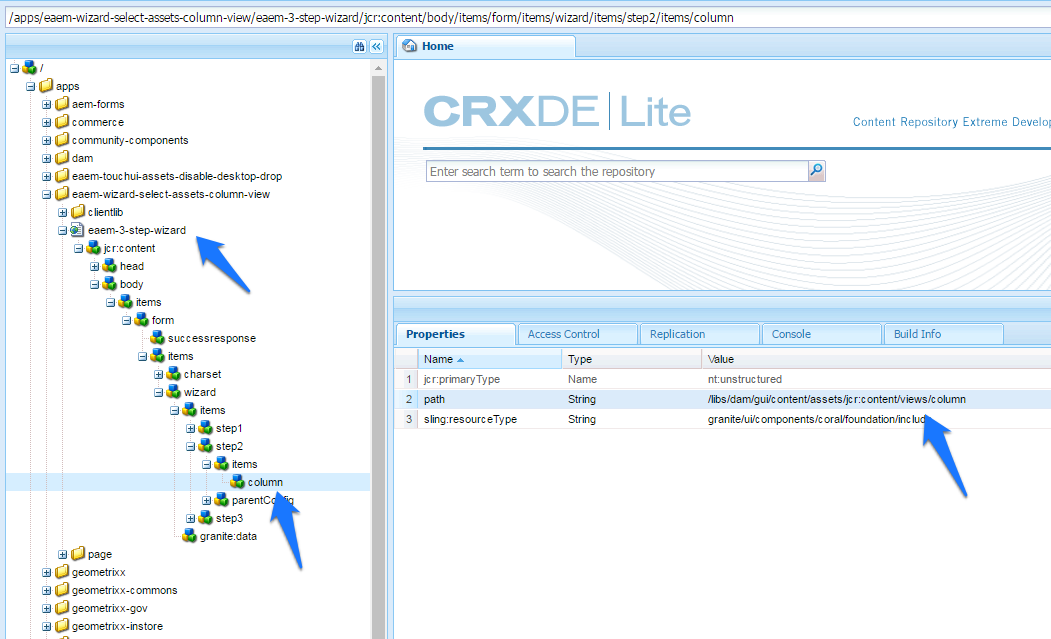 /apps/eaem-wizard-select-assets-column-view/eaem-3-step-wizard/jcr:content/body/items/form/items/wizard/items/step2/items/column
/
apps
aem-forms
commerce
community-components
dam
eaem-touchui-assets-disable-desktop-drop
eaem-wizard-select-assets-column-view
clientlib
eaem-3-step-wizard
jcr:content
head
body
items
form
successresponse
items
charset
wizard
items
step1
step2
items
column
parentConfig
step3
granite:data
page
geometrixx
geometrixx-commons
geometrixx-gov
geometrixx-instore
Home
CRXDE Lite
Content Repository Extreme Develop
Enter search term to search the repository
Properties Access Control Replication Console Build Info
Name Type Value
1 jcr:primaryType Name nt:unstructured
2 path String /libs/dam/gui/content/assets/jcr:content/views/column
3 sling:resourceType String granite/ui/components/coral/foundation/include